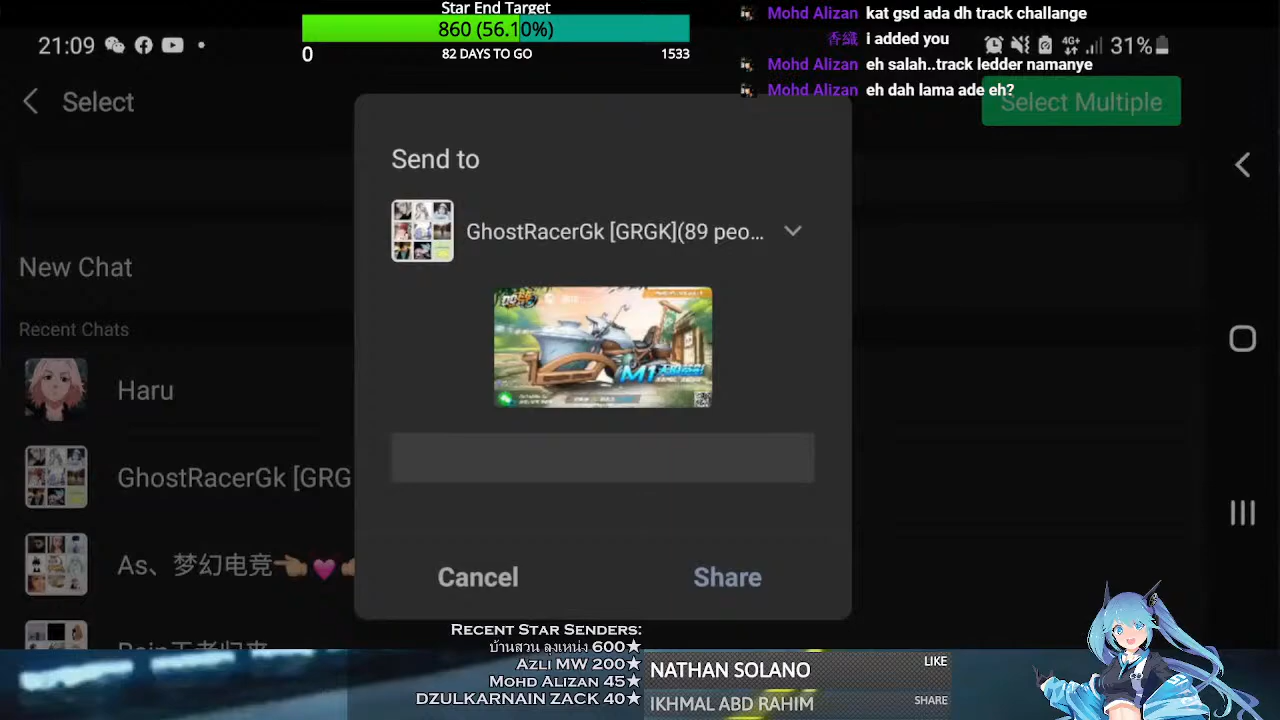 Star End Target
860 (56.10%)
0
82 DAYS TO GO
1533
Mohd Alizan kat gsd ada dh track challange
香織 i added you
Mohd Alizan eh salah..track ledder namanye
Mohd Alizan eh dah lama ade eh?
21:09
4G+
31%
Select
Select Multiple
Send to
GhostRacerGk [GRGK](89 peo...
M1
New Chat
Recent Chats
Haru
GhostRacerGk [GRG
As、梦幻电竞
Cancel
Share
RECENT STAR SENDERS:
บ้านสวน ลุงเหน่ง 600★
AZLI MW 200★
MOHD ALIZAN 45★
DZULKARNAIN ZACK 40★
NATHAN SOLANO
LIKE
IKHMAL ABD RAHIM
SHARE